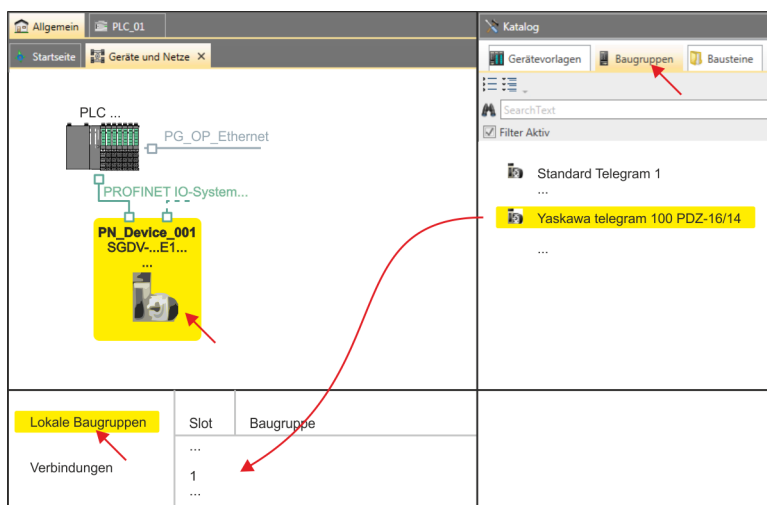 Allgemein PLC_01
Startseite Geräte und Netze X
PLC ...
PG_OP_Ethernet
PROFINET IO-System...
PN_Device_001
SGDV-...E1...
...
Lokale Baugruppen
Verbindungen
Slot Baugruppe
...
1
...
Katalog
Gerätevorlagen Baugruppen Bausteine
SearchText
Filter Aktiv
Standard Telegram 1
...
Yaskawa telegram 100 PDZ-16/14
...